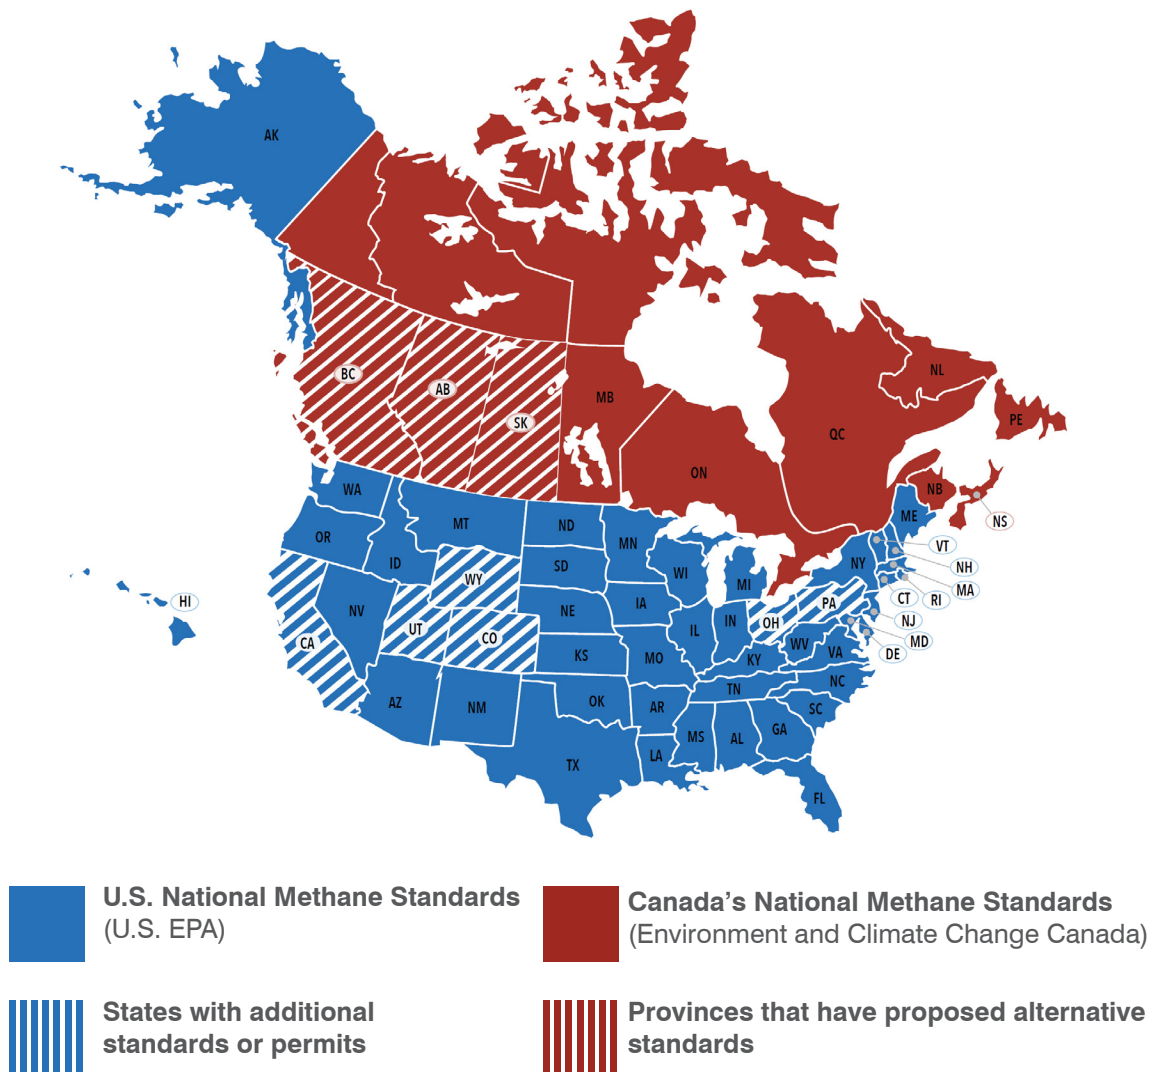 AK
BC
AB
SK
MB
ON
QC
NL
PE
NB
NS
WA
OR
MT
ID
ND
MN
SD
WI
MI
NY
ME
VT
NH
MA
CT
RI
NJ
MD
DE
HI
CA
NV
UT
WY
CO
NE
IA
IL
IN
OH
PA
KS
MO
KY
WV
VA
NC
TN
SC
AZ
NM
OK
AR
TX
LA
MS
AL
GA
FL
U.S. National Methane Standards
(U.S. EPA)
Canada’s National Methane Standards
(Environment and Climate Change Canada)
States with additional
standards or permits
Provinces that have proposed alternative
standards